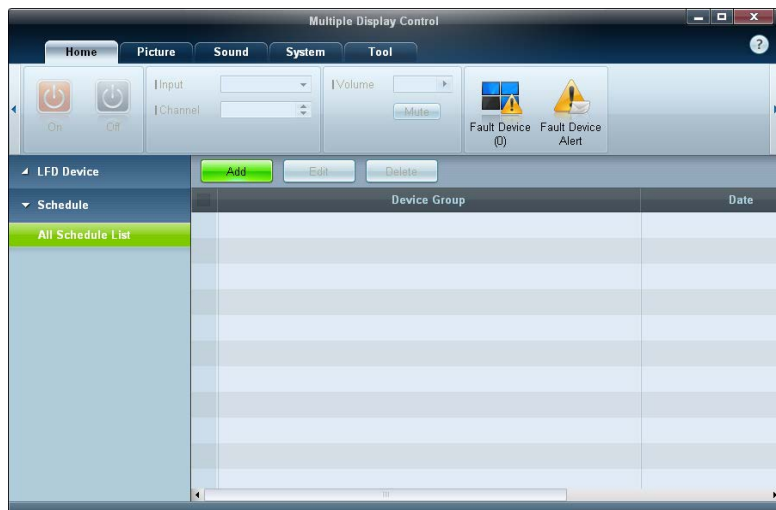 Multiple Display Control
Home Picture Sound System Tool
Input
Volume
Channel
Mute
On Off
Fault Device (0)
Fault Device Alert
LFD Device
Add Edit Delete
Schedule
Device Group Date
All Schedule List